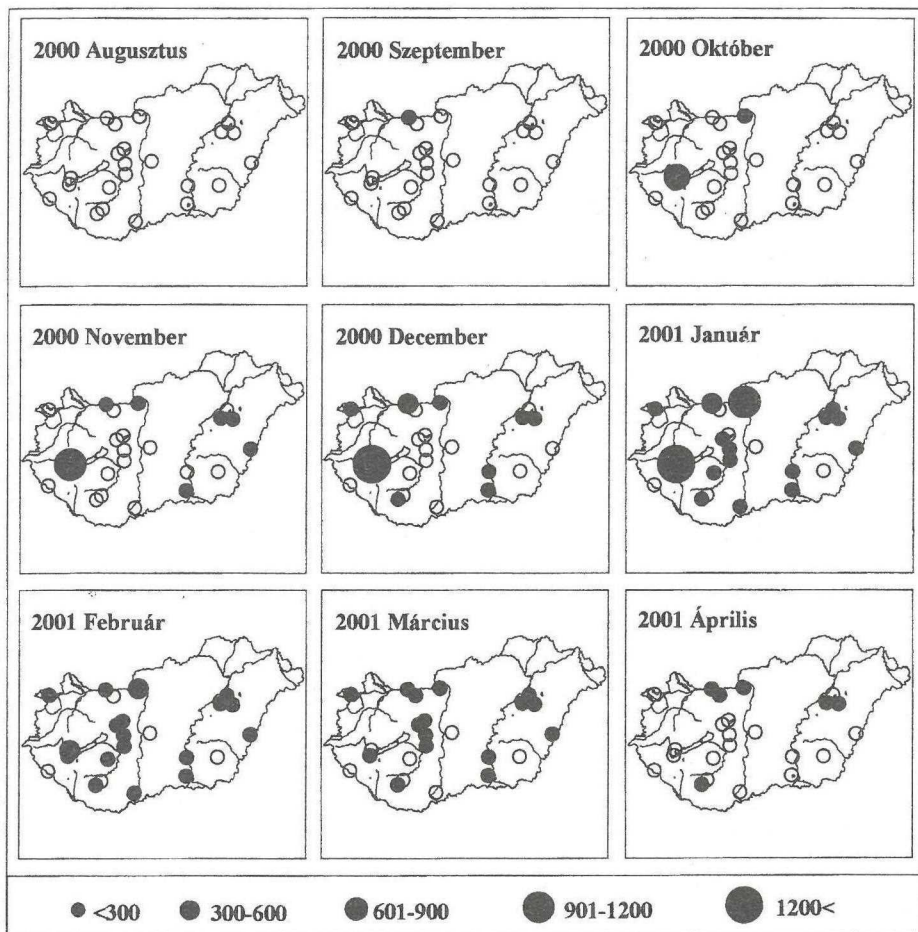 2000 Augusztus
2000 Szeptember
2000 Október
2000 November
2000 December
2001 Január
2001 Február
2001 Március
2001 Április
<300 300-600 601-900 901-1200 1200<